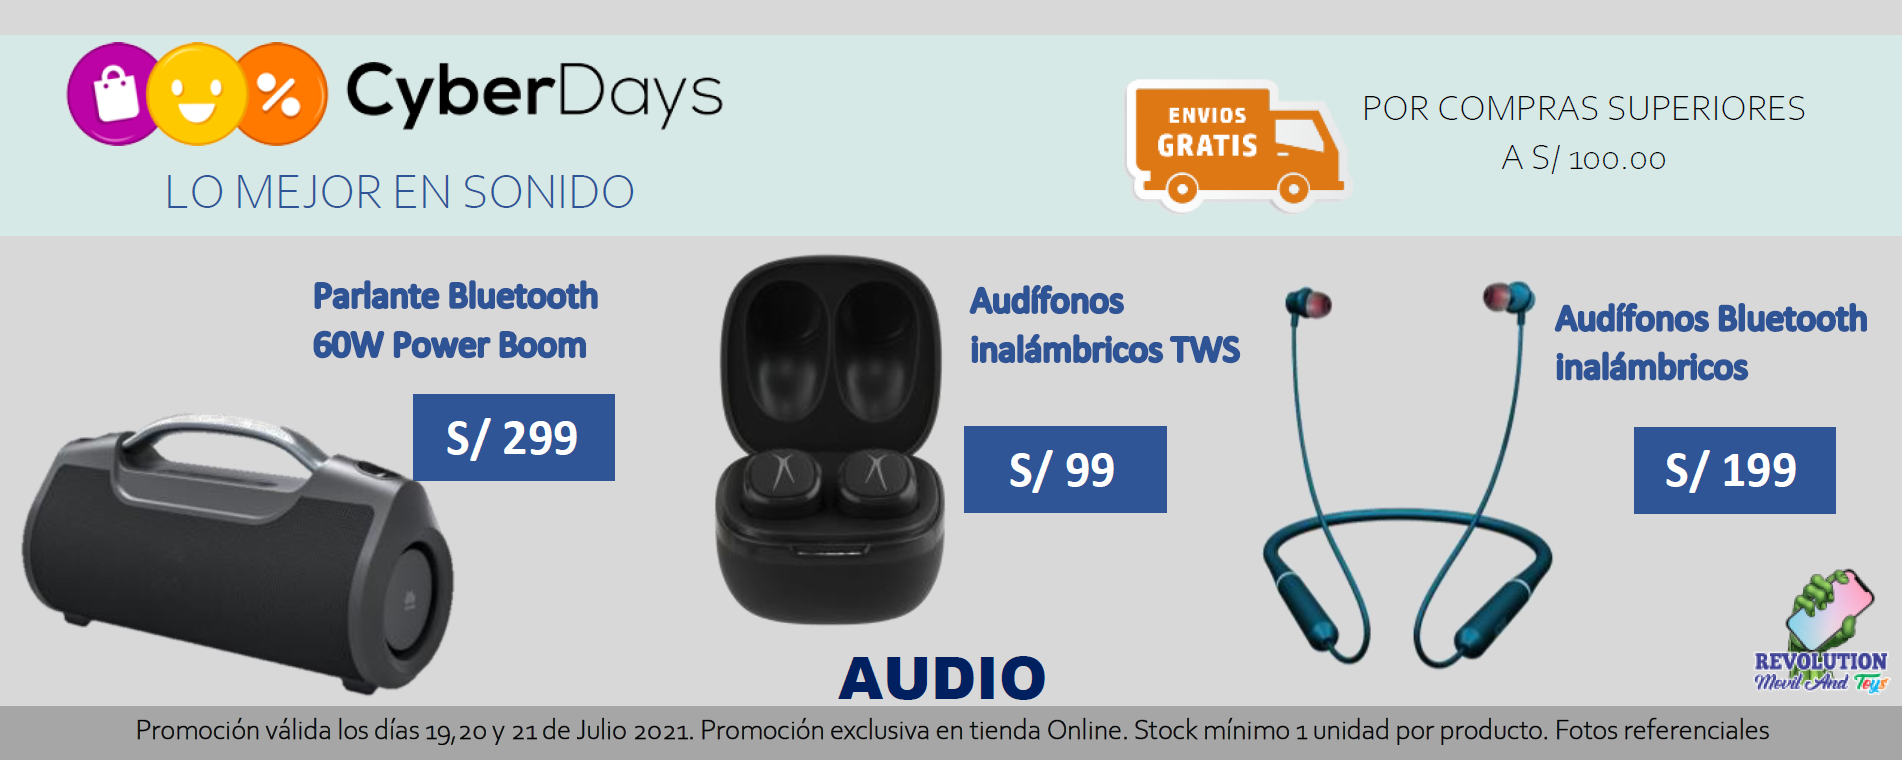 CyberDays
LO MEJOR EN SONIDO
ENVIOS
GRATIS
POR COMPRAS SUPERIORES
A S/ 100.00
Parlante Bluetooth
60W Power Boom
S/ 299
Audífonos
inalámbricos TWS
S/ 99
Audífonos Bluetooth
inalámbricos
S/ 199
AUDIO
REVOLUTION
Movil And Toys
Promoción válida los días 19,20 y 21 de Julio 2021. Promoción exclusiva en tienda Online. Stock mínimo 1 unidad por producto. Fotos referenciales